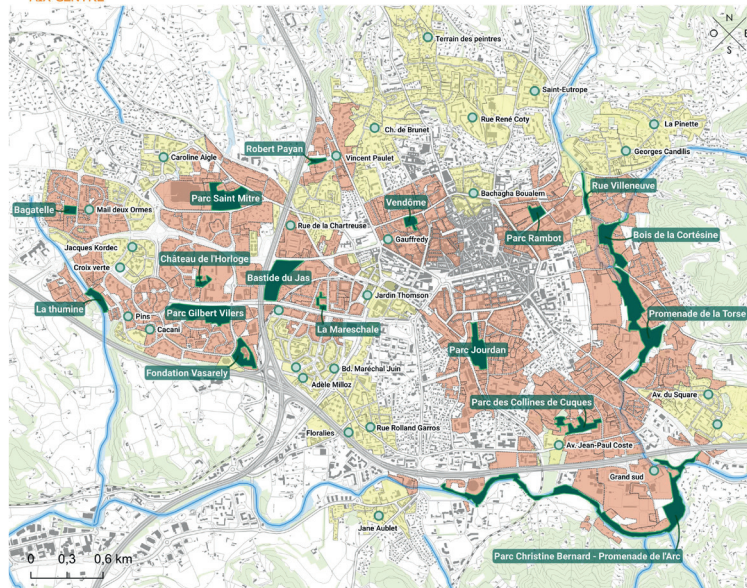 AIX CENTRE
N
O
E
S
Terrain des peintres
Saint-Eutrope
Rue René Coty
La Pinette
Ch. de Brunet
Robert Payan
Vincent Paulet
Georges Candilis
Caroline Aigle
Rue Villeneuve
Parc Saint Mitre
Bachagha Boualem
Vendôme
Bagatelle
Mail deux Ormes
Rue de la Chartreuse
Parc Rambot
Bois de la Cortésine
Gauffredy
Jacques Kordec
Château de l'Horloge
Croix verte
Bastide du Jas
Jardin Thomson
La thumine
Parc Gilbert Vilers
Promenade de la Torse
Pins
La Mareschale
Cacani
Parc Jourdan
Fondation Vasarely
Bd. Maréchal Juin
Adèle Milloz
Av. du Square
Parc des Collines de Cuques
Rue Rolland Garros
Floralies
Av. Jean-Paul Coste
Grand sud
Jane Aublet
Parc Christine Bernard - Promenade de l'Arc
0 0,3 0,6 km